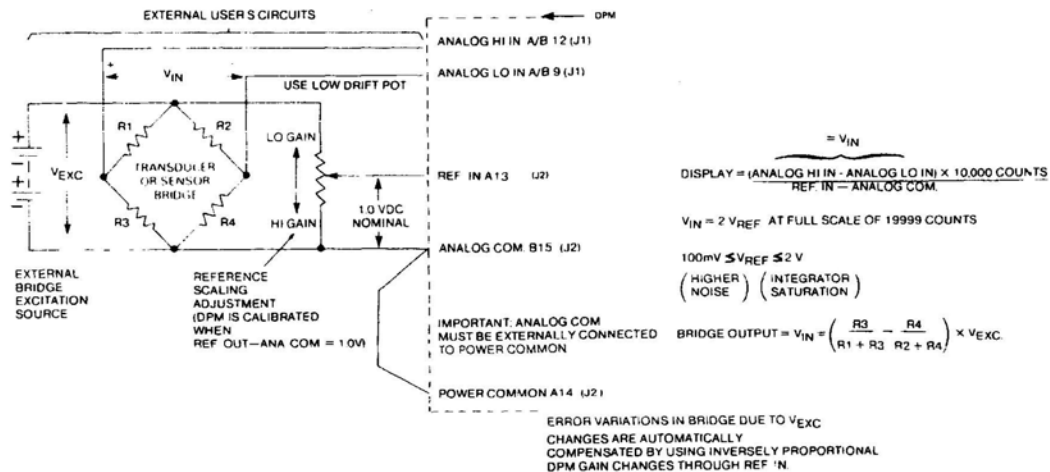 EXTERNAL USER'S CIRCUITS
DPM
ANALOG HI IN A/B 12 (J1)
+
VIN
ANALOG LO IN A/B 9 (J1)
USE LOW DRIFT POT
R1
R2
+
-
+
-
VEXC
TRANSDUCER
OR SENSOR
BRIDGE
R3
R4
LO GAIN
HI GAIN
REF IN A13 (J2)
1.0 VDC
NOMINAL
ANALOG COM. B15 (J2)
EXTERNAL
BRIDGE
EXCITATION
SOURCE
REFERENCE
SCALING
ADJUSTMENT
(DPM IS CALIBRATED
WHEN
REF OUT—ANA COM = 1.0V)
IMPORTANT: ANALOG COM
MUST BE EXTERNALLY CONNECTED
TO POWER COMMON
POWER COMMON A14 (J2)
= VIN
DISPLAY = (ANALOG HI IN - ANALOG LO IN) × 10,000 COUNTS
REF. IN — ANALOG COM.
VIN = 2 VREF AT FULL SCALE OF 19999 COUNTS
100mV ≤ VREF ≤ 2 V
(HIGHER NOISE) (INTEGRATOR SATURATION)
BRIDGE OUTPUT = VIN = (R3 / R1 + R3 - R4 / R2 + R4) × VEXC.
ERROR VARIATIONS IN BRIDGE DUE TO VEXC
CHANGES ARE AUTOMATICALLY
COMPENSATED BY USING INVERSELY PROPORTIONAL
DPM GAIN CHANGES THROUGH REF IN.